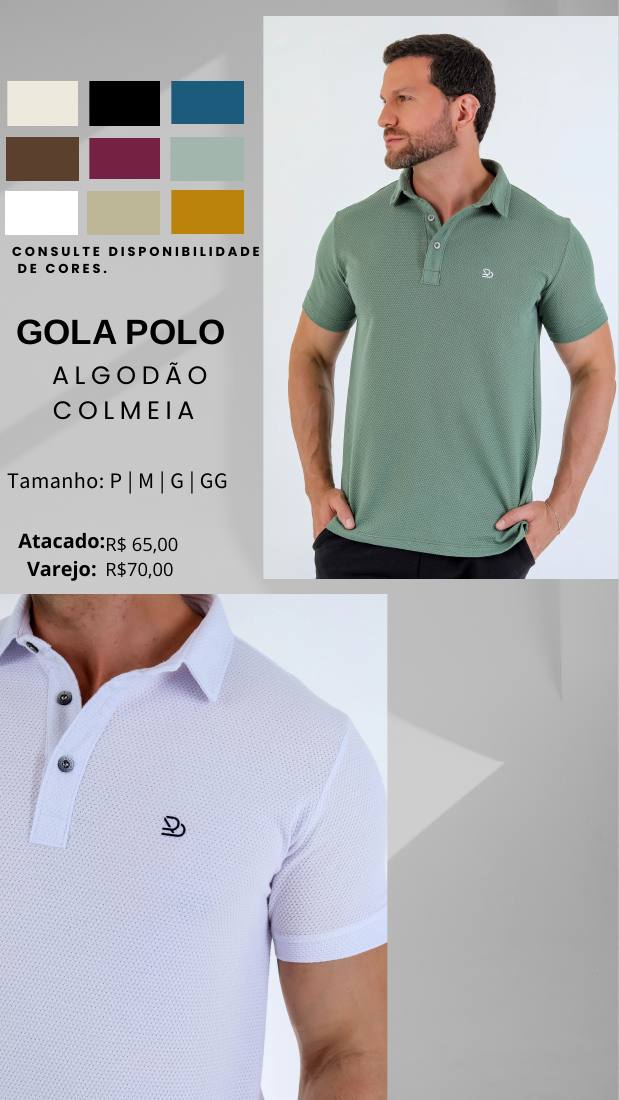 CONSULTE DISPONIBILIDADE
DE CORES.
GOLA POLO
ALGODÃO
COLMEIA
Tamanho: P | M | G | GG
Atacado: R$ 65,00
Varejo: R$70,00